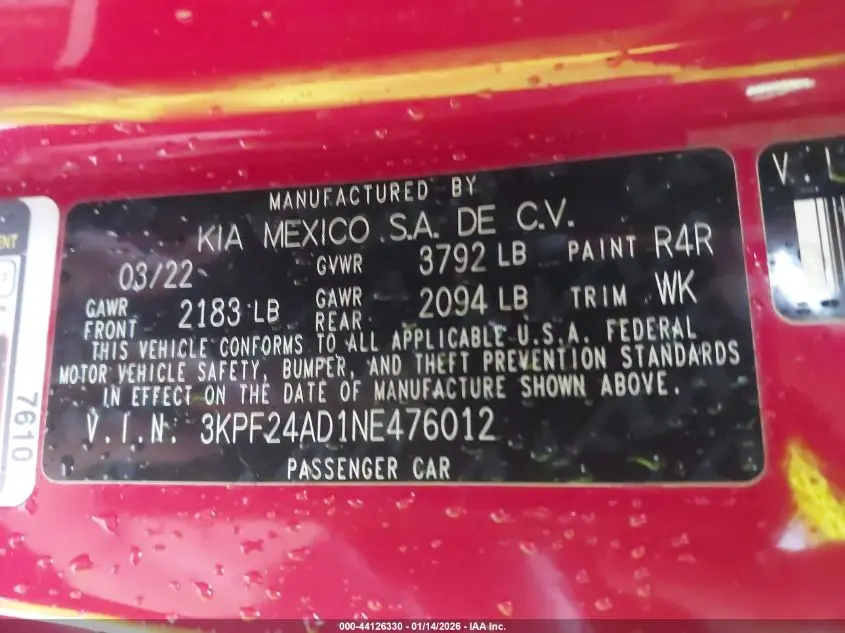 MANUFACTURED BY
KIA MEXICO S.A. DE C.V.
03/22 GVWR 3792 LB PAINT R4R
GAWR FRONT 2183 LB GAWR REAR 2094 LB TRIM WK
THIS VEHICLE CONFORMS TO ALL APPLICABLE U.S.A. FEDERAL
MOTOR VEHICLE SAFETY, BUMPER, AND THEFT PREVENTION STANDARDS
IN EFFECT ON THE DATE OF MANUFACTURE SHOWN ABOVE.
V.I.N. 3KPF24AD1NE476012
PASSENGER CAR
7610
000-44126330 - 01/14/2026 - IAA Inc.